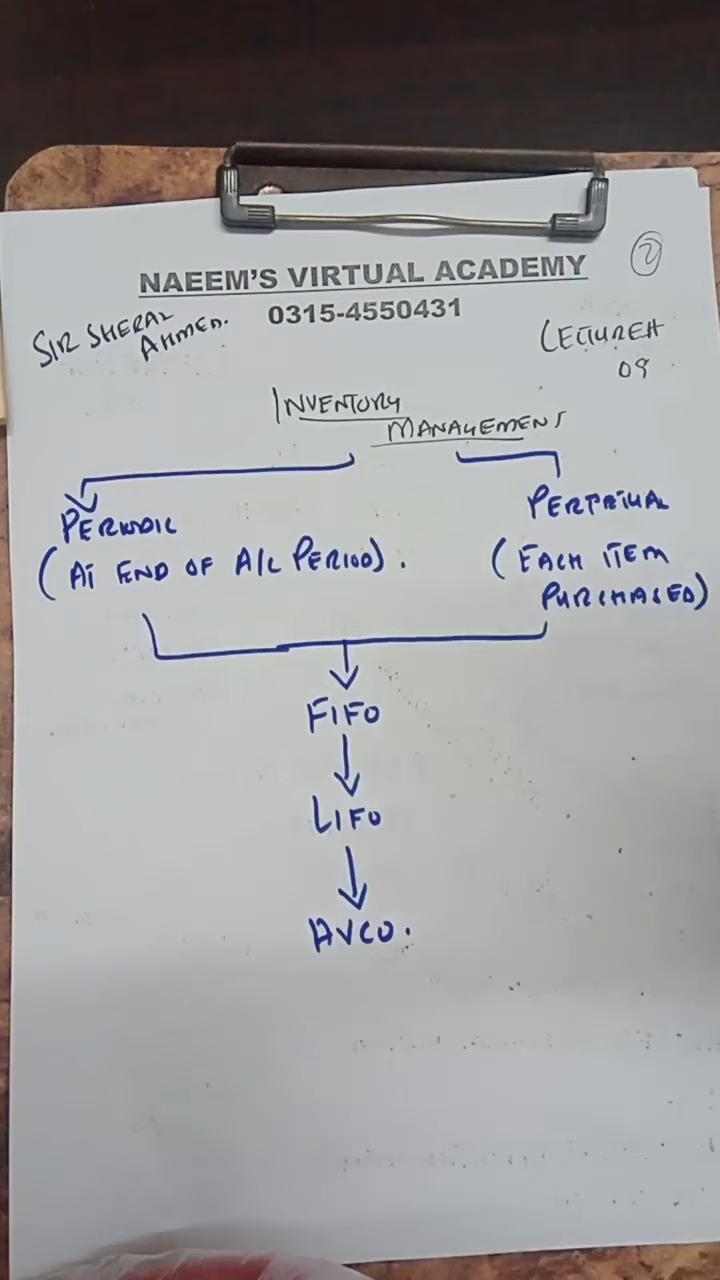 NAEEM'S VIRTUAL ACADEMY
0315-4550431
2
SIR SHERAZ
AHMED.
LECTURE#
09
INVENTORY
MANAGEMENT
PERIODIC
(AT END OF A/C PERIOD).
PERPETUAL
(EACH ITEM
PURCHASED)
FIFO
LIFO
AVCO.